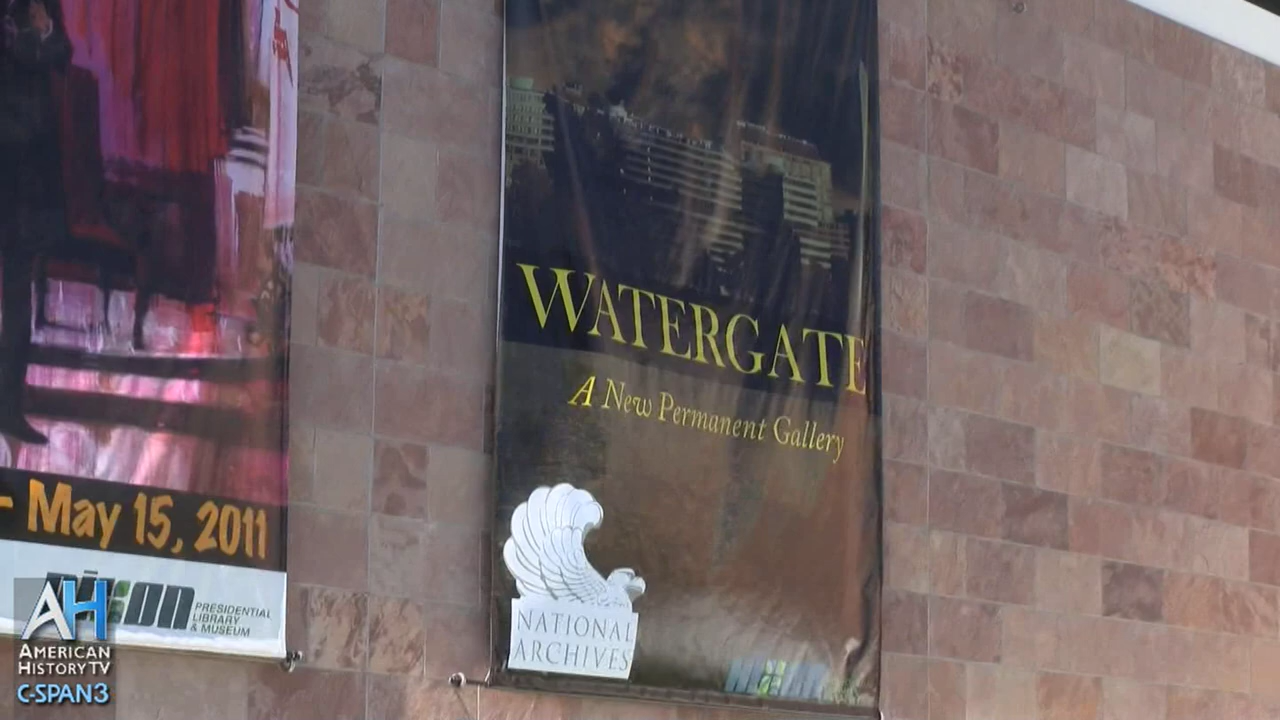 WATERGATE
A New Permanent Gallery
NATIONAL
ARCHIVES
- May 15, 2011
PRESIDENTIAL
LIBRARY
& MUSEUM
AH
AMERICAN
HISTORY TV
C-SPAN3